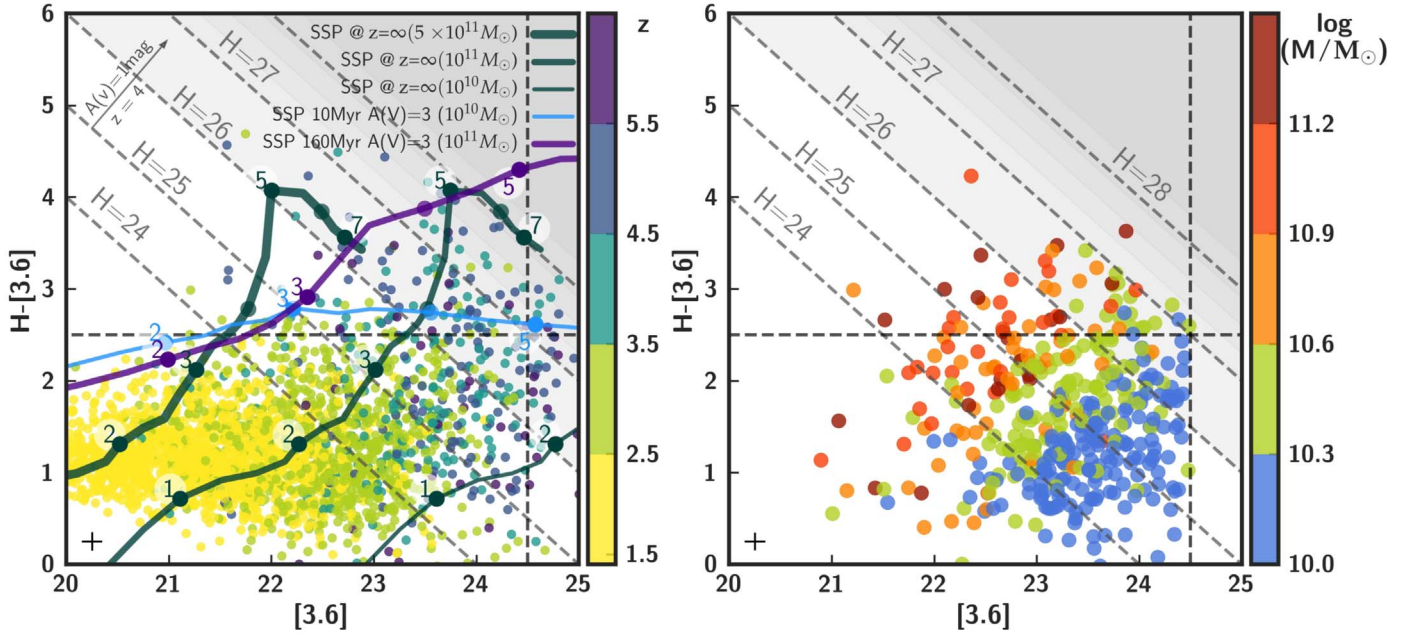 SSP @ z=∞(5 ×10¹¹M⊙)
SSP @ z=∞(10¹¹M⊙)
SSP @ z=∞(10¹⁰M⊙)
SSP 10Myr A(V)=3 (10¹⁰M⊙)
SSP 160Myr A(V)=3 (10¹¹M⊙)
A(v)=1mag
z = 4
H=27
H=26
H=25
H=24
5
5
5
7
7
3
3
3
3
2
2
2
2
2
1
1
5
6
5
4
3
2
1
0
H-[3.6]
20
21
22
23
24
25
[3.6]
z
5.5
4.5
3.5
2.5
1.5
H=27
H=26
H=25
H=24
H=28
6
5
4
3
2
1
0
H-[3.6]
20
21
22
23
24
25
[3.6]
log
(M/M⊙)
11.2
10.9
10.6
10.3
10.0